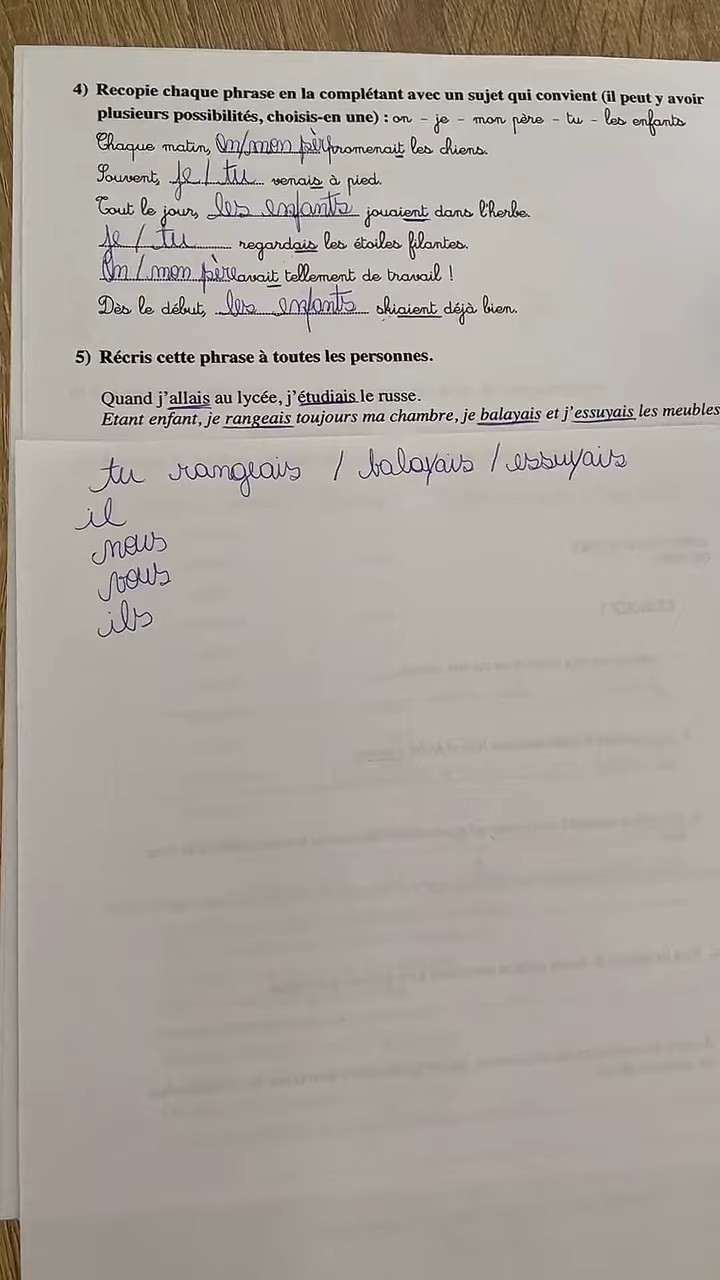 4) Recopie chaque phrase en la complétant avec un sujet qui convient (il peut y avoir
plusieurs possibilités, choisis-en une) : on - je - mon père - tu - les enfants
Chaque matin, On/mon père promenait les chiens.
Souvent, je / tu venais à pied.
Tout le jour, les enfants jouaient dans l'herbe.
Je / tu regardais les étoiles filantes.
On / mon père avait tellement de travail !
Dès le début, les enfants skiaient déjà bien.
5) Récris cette phrase à toutes les personnes.
Quand j'allais au lycée, j'étudiais le russe.
Etant enfant, je rangeais toujours ma chambre, je balayais et j'essuyais les meubles
tu rangeais / balayais / essuyais
il
nous
vous
ils